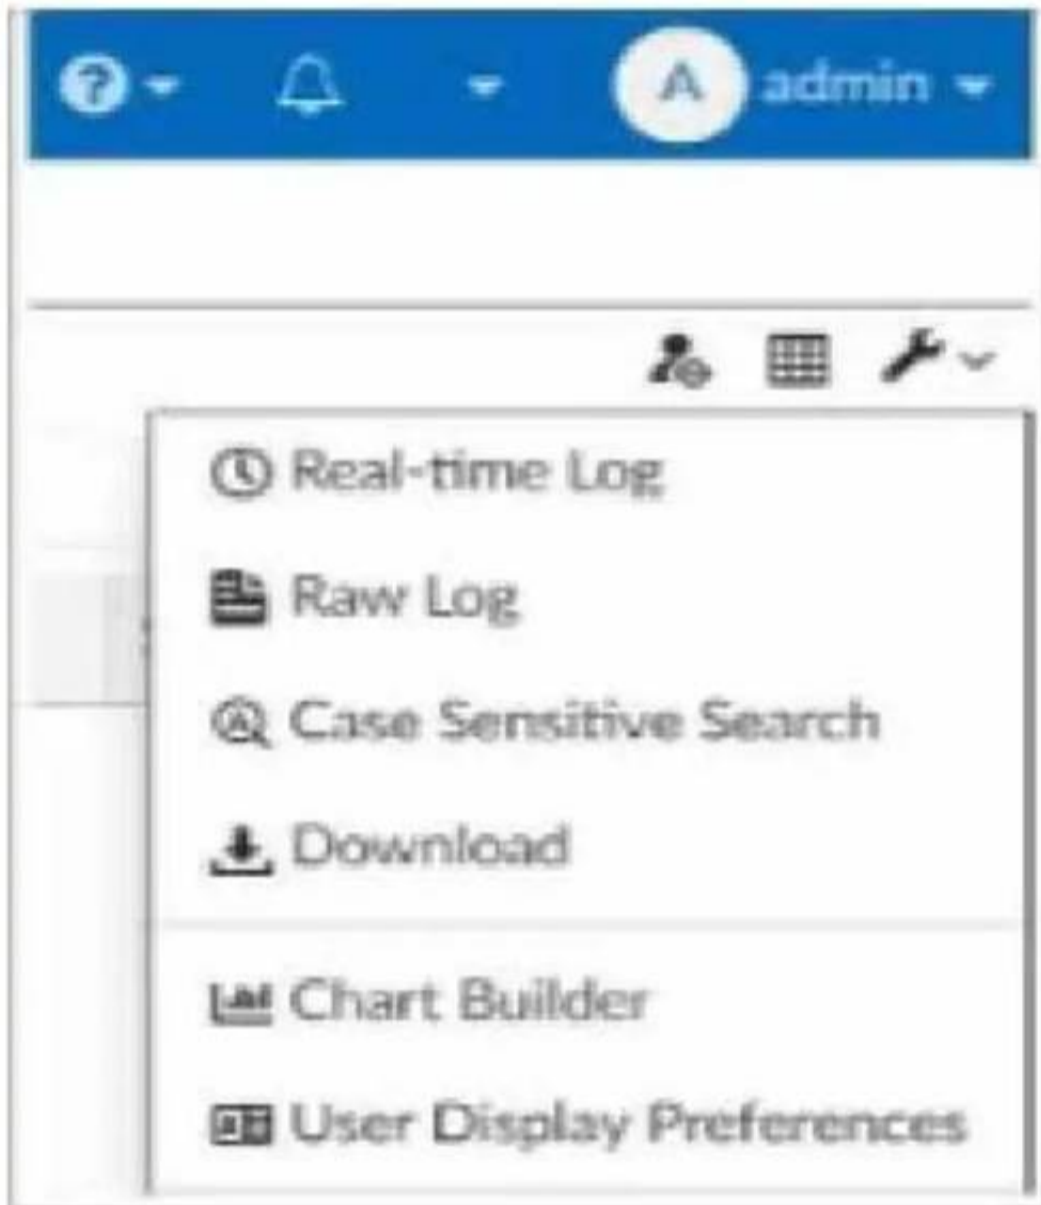 A admin
Real-time Log
Raw Log
Case Sensitive Search
Download
Chart Builder
User Display Preferences